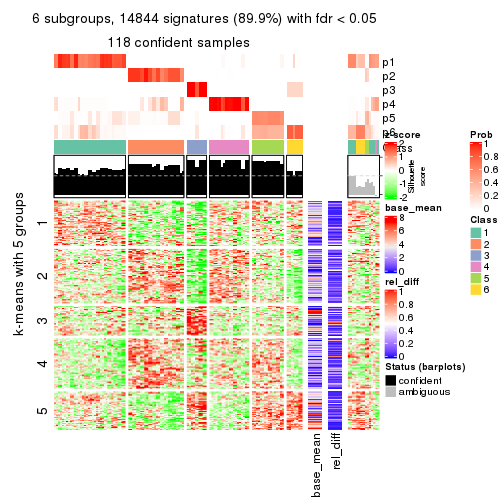 6 subgroups, 14844 signatures (89.9%) with fdr < 0.05
118 confident samples
p1
p2
p3
p4
p5
p6
Class
Silhouette
score
k-means with 5 groups
1
2
3
4
5
base_mean
rel_diff
z-score
2
1
0
-1
-2
base_mean
8
6
4
2
0
rel_diff
1
0.8
0.6
0.4
0.2
0
Status (barplots)
confident
ambiguous
Prob
1
0.8
0.6
0.4
0.2
0
Class
1
2
3
4
5
6